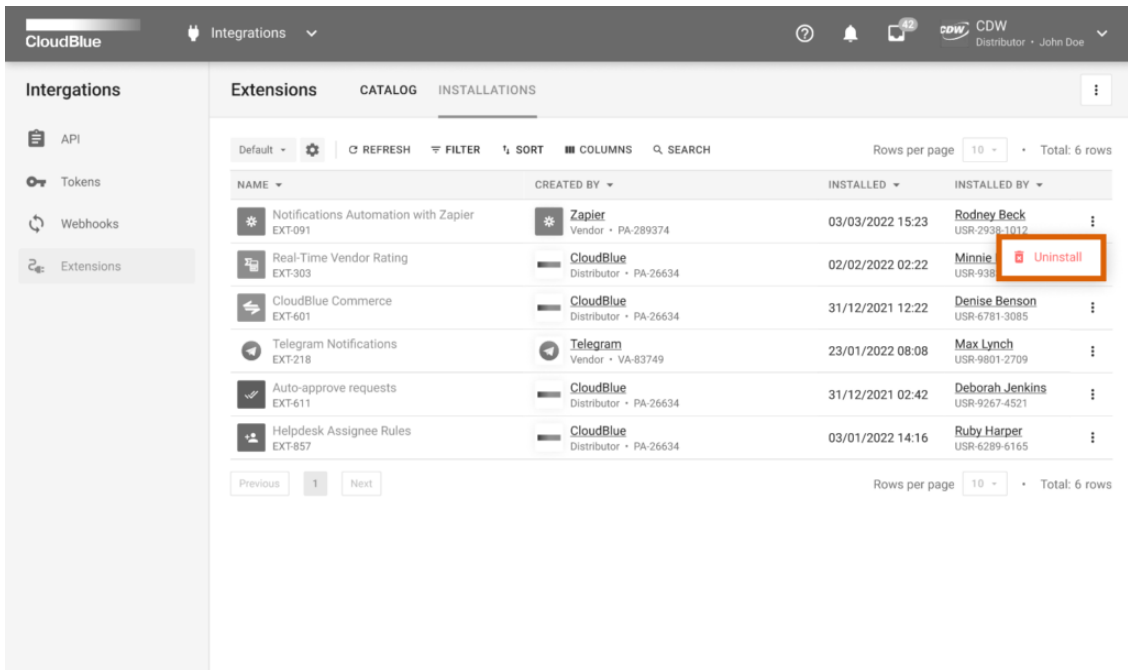 CloudBlue
Integrations
42
CDW
CDW
Distributor • John Doe
Intergations
API
Tokens
Webhooks
Extensions
Extensions CATALOG INSTALLATIONS
Default REFRESH FILTER SORT COLUMNS SEARCH Rows per page 10 • Total: 6 rows
NAME CREATED BY INSTALLED INSTALLED BY
Notifications Automation with Zapier Zapier 03/03/2022 15:23 Rodney Beck
EXT-091 Vendor • PA-289374 USR-2938-1012
Real-Time Vendor Rating CloudBlue 02/02/2022 02:22 Minnie Uninstall
EXT-303 Distributor • PA-26634 USR-938
CloudBlue Commerce CloudBlue 31/12/2021 12:22 Denise Benson
EXT-601 Distributor • PA-26634 USR-6781-3085
Telegram Notifications Telegram 23/01/2022 08:08 Max Lynch
EXT-218 Vendor • VA-83749 USR-9801-2709
Auto-approve requests CloudBlue 31/12/2021 02:42 Deborah Jenkins
EXT-611 Distributor • PA-26634 USR-9267-4521
Helpdesk Assignee Rules CloudBlue 03/01/2022 14:16 Ruby Harper
EXT-857 Distributor • PA-26634 USR-6289-6165
Previous 1 Next Rows per page 10 • Total: 6 rows